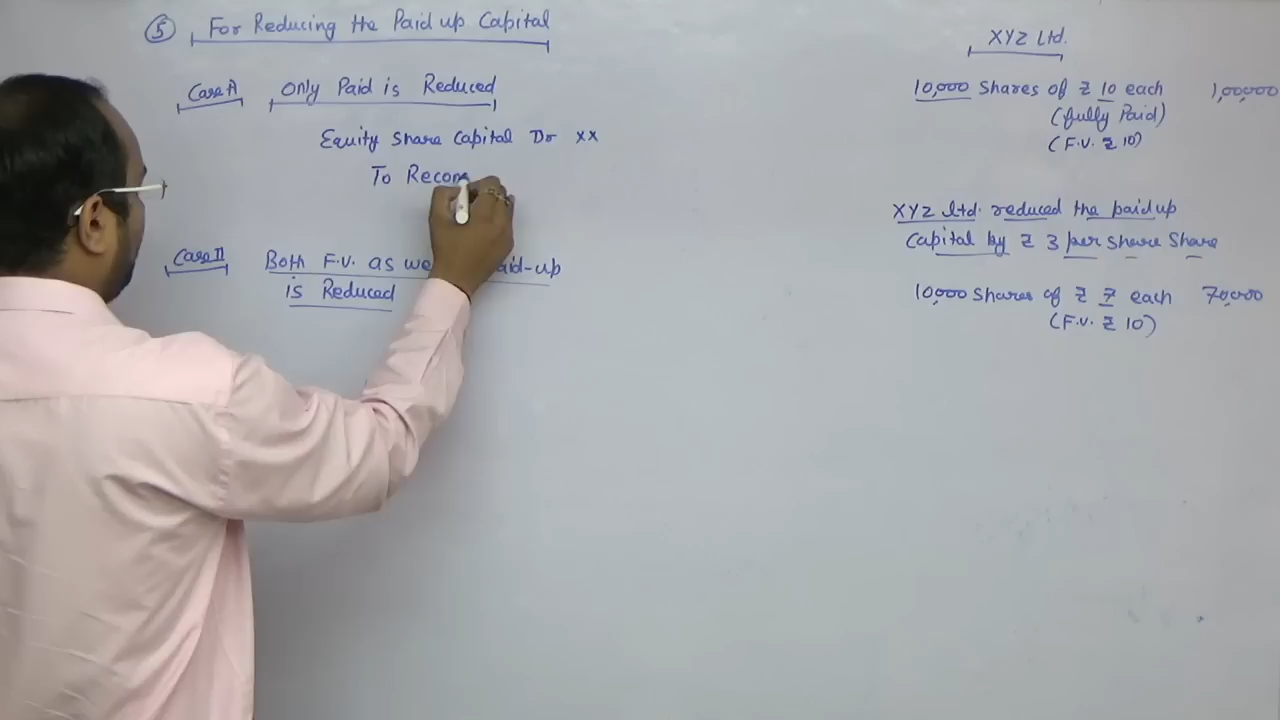 ⑤ For Reducing the Paid up Capital
Case A Only Paid is Reduced
Equity Share Capital Dr xx
To Recon
Case II Both F.V. as we aid-up
is Reduced
XYZ Ltd.
10,000 Shares of ₹ 10 each 1,00,000
(fully Paid)
(F.V. ₹ 10)
XYZ ltd. reduced the paid up
Capital by ₹ 3 per share Share
10,000 Shares of ₹ 7 each 70,000
(F.V. ₹ 10)